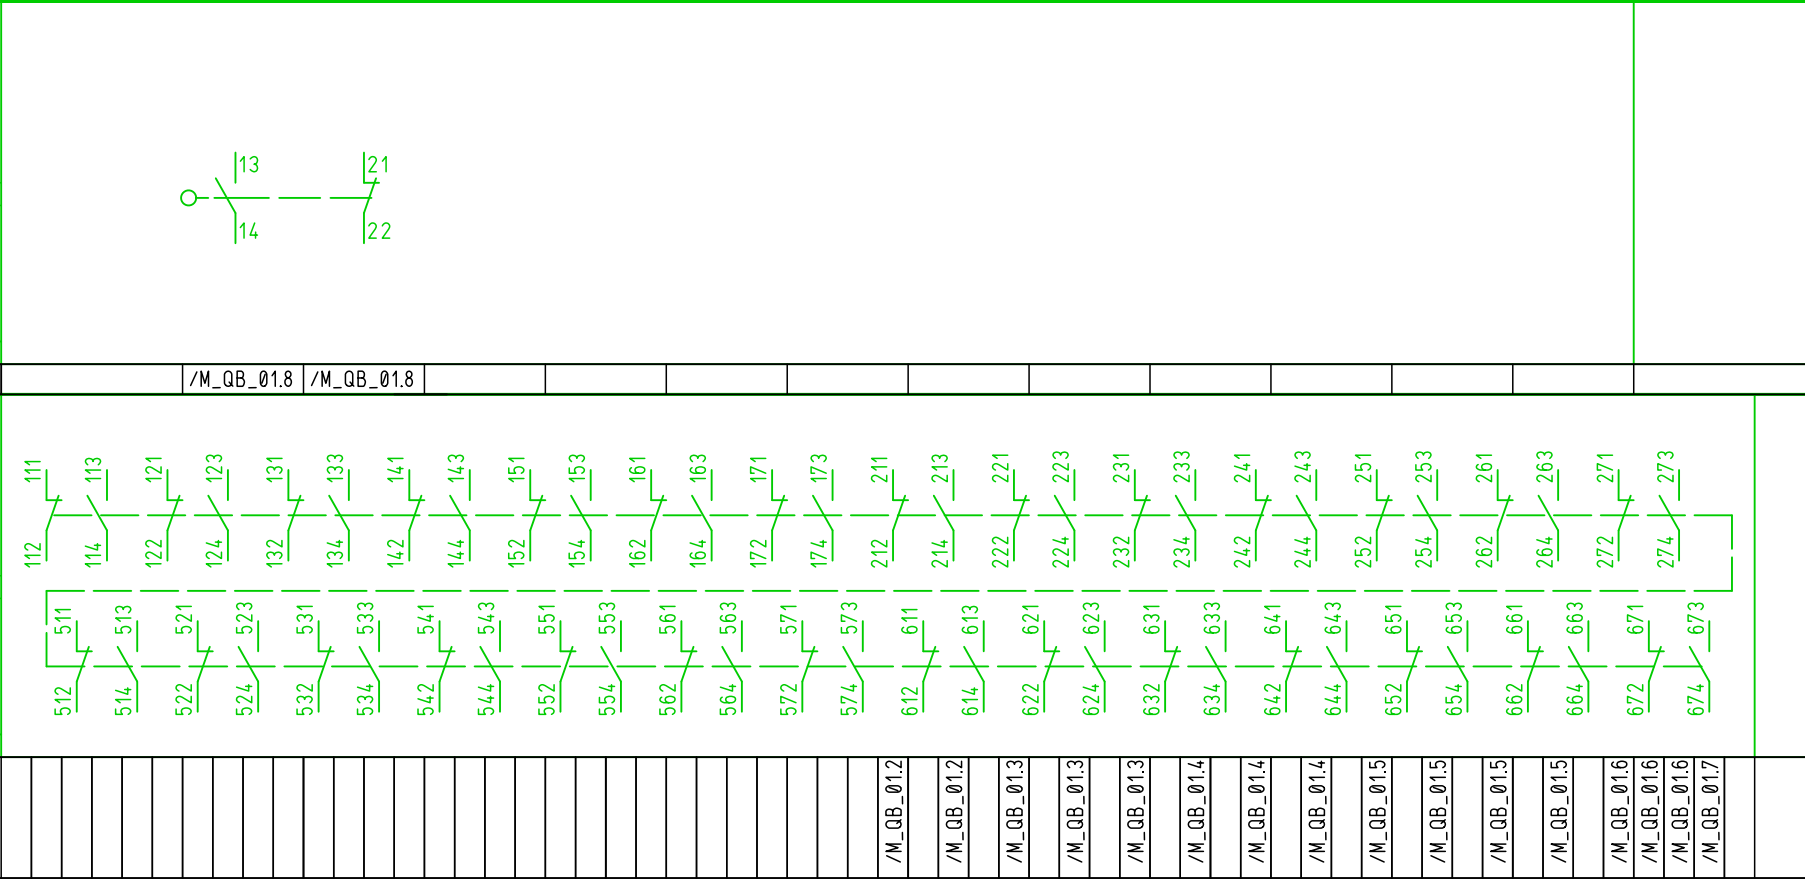 13 21
14 22
/M_QB_01.8 /M_QB_01.8
111 113 121 123 131 133 141 143 151 153 161 163 171 173 211 213 221 223 231 233 241 243 251 253 261 263 271 273
112 114 122 124 132 134 142 144 152 154 162 164 172 174 212 214 222 224 232 234 242 244 252 254 262 264 272 274
511 513 521 523 531 533 541 543 551 553 561 563 571 573 611 613 621 623 631 633 641 643 651 653 661 663 671 673
512 514 522 524 532 534 542 544 552 554 562 564 572 574 612 614 622 624 632 634 642 644 652 654 662 664 672 674
/M_QB_01.2 /M_QB_01.2 /M_QB_01.3 /M_QB_01.3 /M_QB_01.3 /M_QB_01.4 /M_QB_01.4 /M_QB_01.4 /M_QB_01.5 /M_QB_01.5 /M_QB_01.5 /M_QB_01.5 /M_QB_01.6 /M_QB_01.6 /M_QB_01.6 /M_QB_01.7